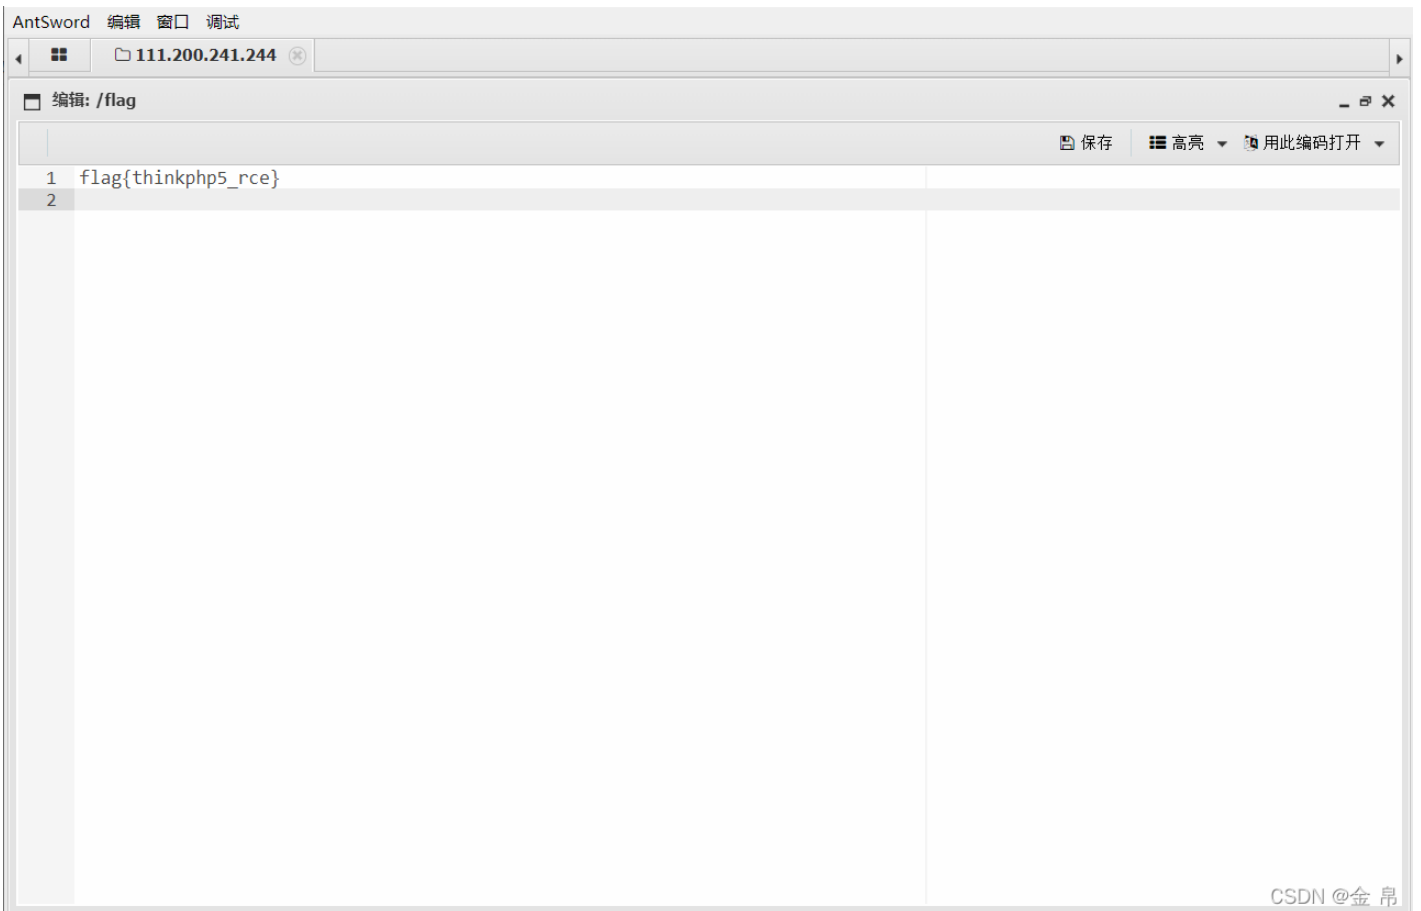 AntSword 编辑 窗口 调试
111.200.241.244
编辑: /flag
保存 高亮 用此编码打开
1 flag{thinkphp5_rce}
2
CSDN @金 帛